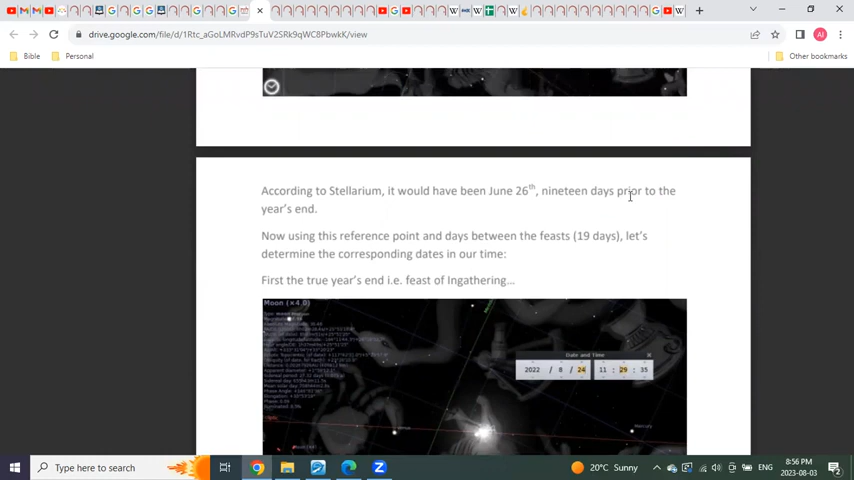 drive.google.com/file/d/1Rtc_aGoLMRvdP9sTuV2SRk9qWC8PbwkK/view
AI
Bible
Personal
Other bookmarks
According to Stellarium, it would have been June 26th, nineteen days prior to the
year's end.
Now using this reference point and days between the feasts (19 days), let's
determine the corresponding dates in our time:
First the true year's end i.e. feast of Ingathering...
Moon (×4.0)
Date and Time
2022 / 8 / 24 11 : 29 : 35
Mercury
Type here to search
20°C Sunny
ENG
8:56 PM
2023-08-03